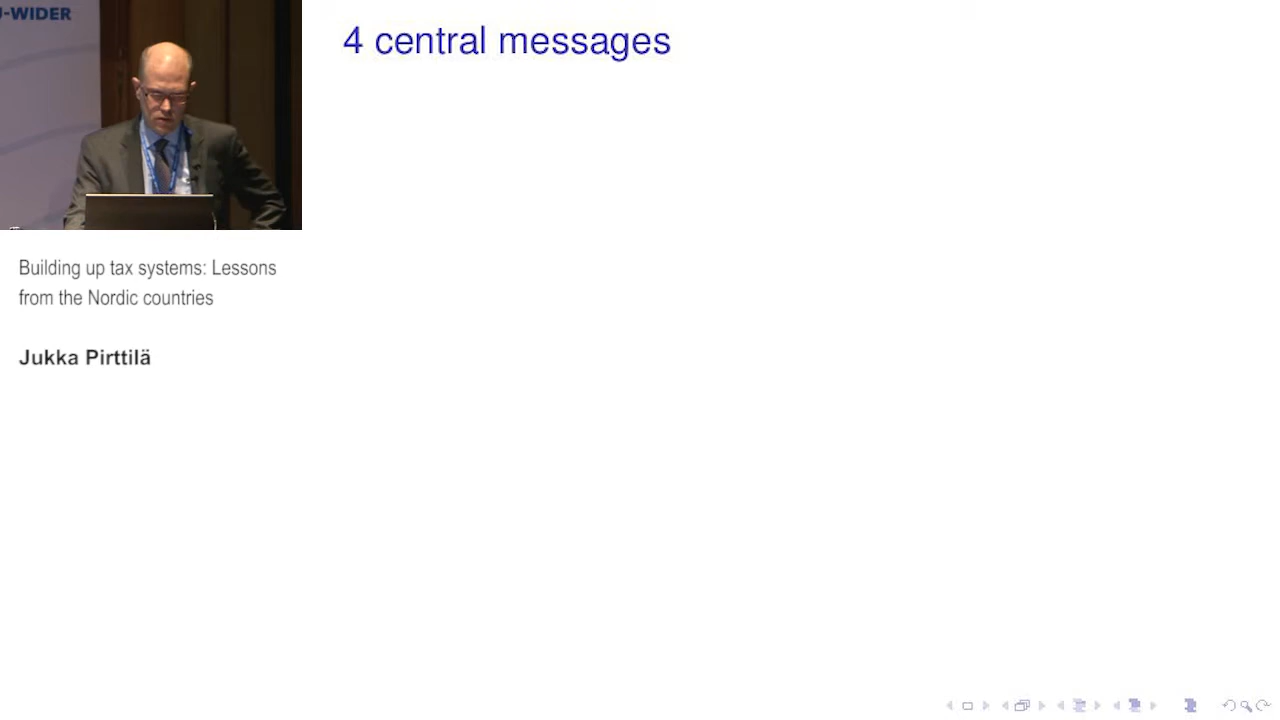 U-WIDER
4 central messages
Building up tax systems: Lessons
from the Nordic countries
Jukka Pirttilä